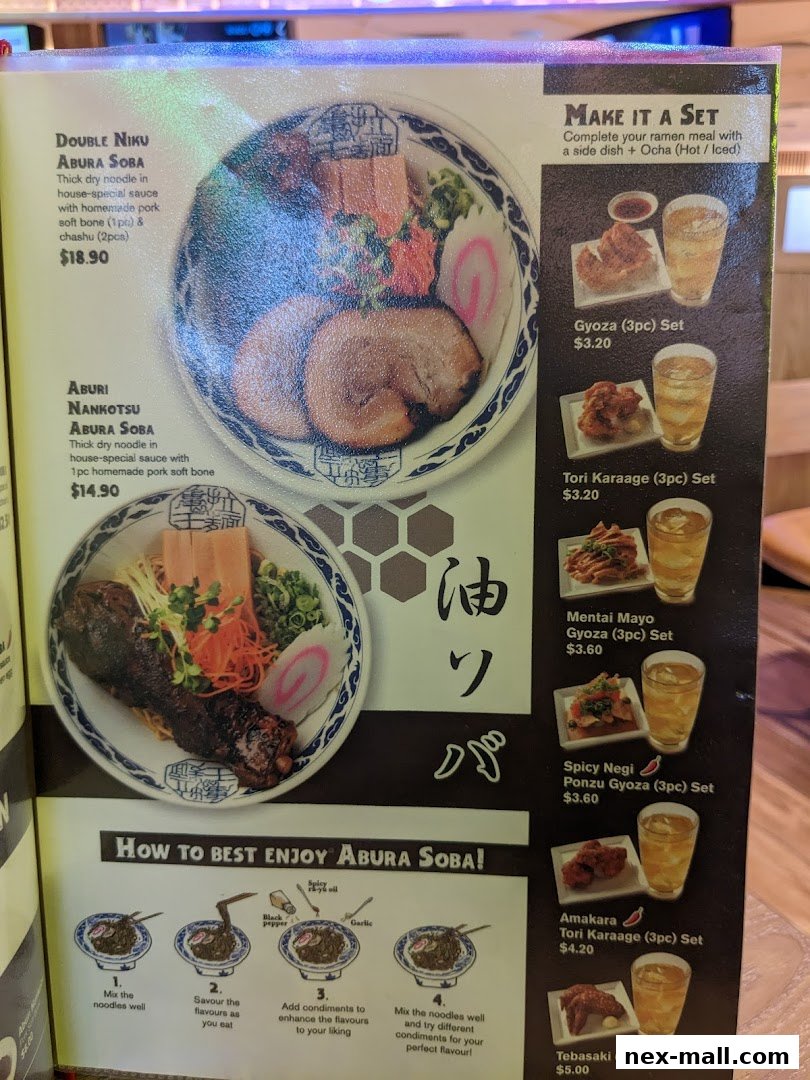 DOUBLE NIKU
ABURA SOBA
Thick dry noodle in
house-special sauce
with homemade pork
soft bone (1pc) &
chashu (2pcs)
$18.90
ABURI
NANKOTSU
ABURA SOBA
Thick dry noodle in
house-special sauce with
1pc homemade pork soft bone
$14.90
油
ソ
バ
HOW TO BEST ENJOY ABURA SOBA!
Black
pepper
Spicy
ra-yu oil
Garlic
1.
Mix the
noodles well
2.
Savour the
flavours as
you eat
3.
Add condiments to
enhance the flavours
to your liking
4.
Mix the noodles well
and try different
condiments for your
perfect flavour!
MAKE IT A SET
Complete your ramen meal with
a side dish + Ocha (Hot / Iced)
Gyoza (3pc) Set
$3.20
Tori Karaage (3pc) Set
$3.20
Mentai Mayo
Gyoza (3pc) Set
$3.60
Spicy Negi
Ponzu Gyoza (3pc) Set
$3.60
Amakara
Tori Karaage (3pc) Set
$4.20
Tebasaki
$5.00
nex-mall.com